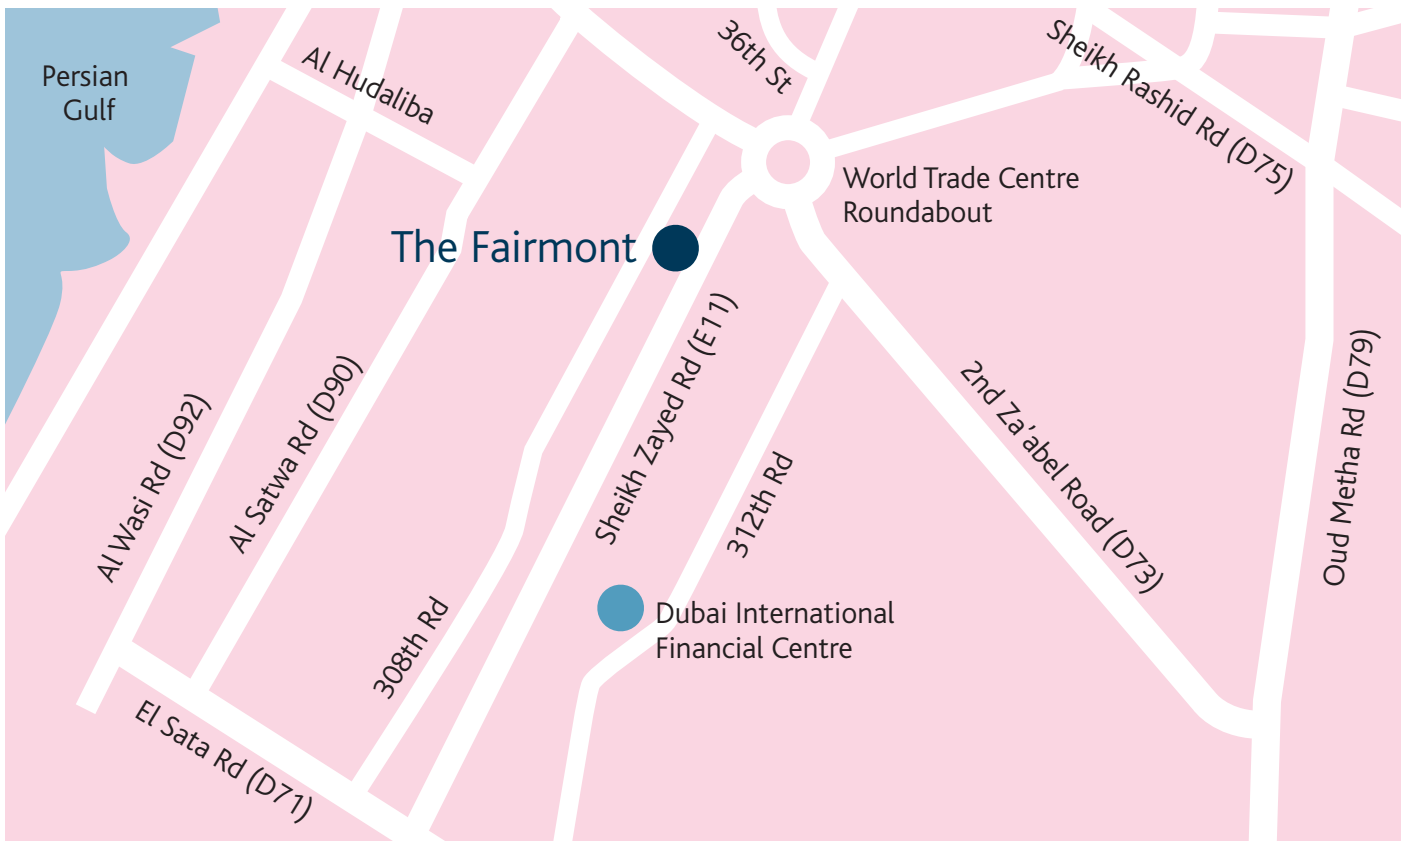 Persian
Gulf
Al Hudaliba
36th St
Sheikh Rashid Rd (D75)
World Trade Centre
Roundabout
The Fairmont
Sheikh Zayed Rd (E11)
Al Wasi Rd (D92)
Al Satwa Rd (D90)
2nd Za'abel Road (D73)
Oud Metha Rd (D79)
312th Rd
308th Rd
Dubai International
Financial Centre
El Sata Rd (D71)